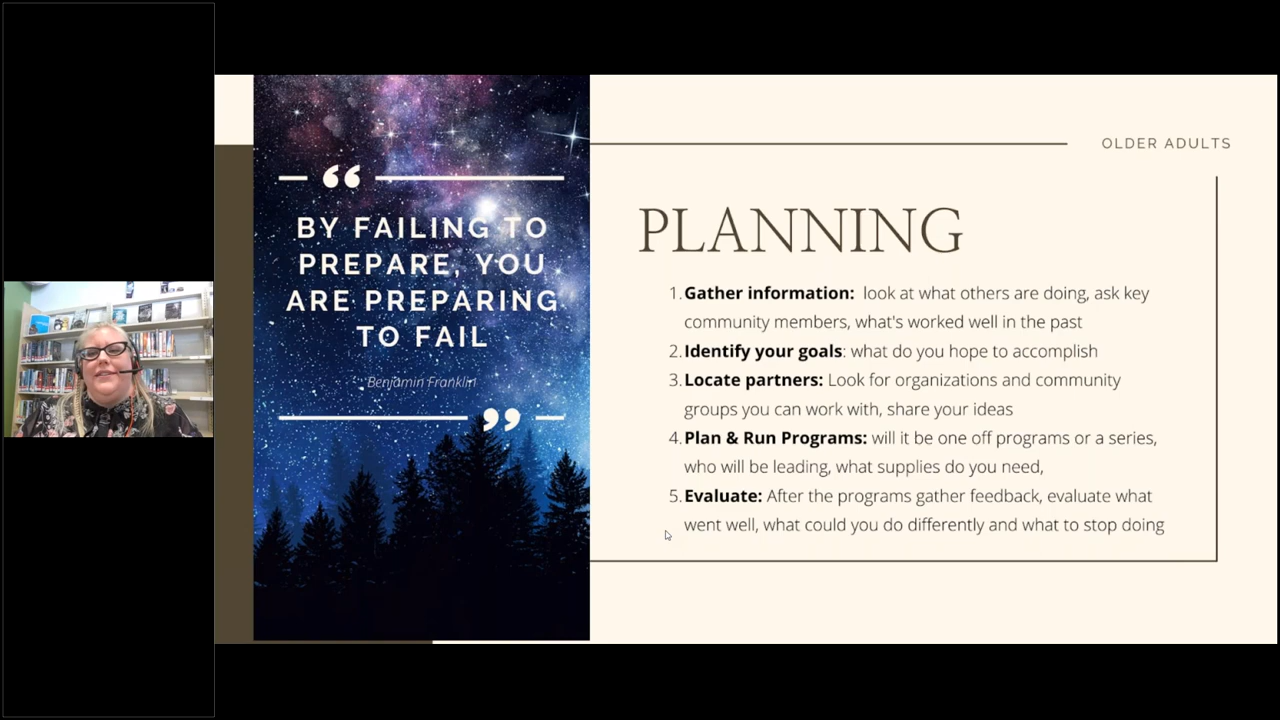 OLDER ADULTS
“
BY FAILING TO
PREPARE, YOU
ARE PREPARING
TO FAIL
Benjamin Franklin
”
PLANNING
1. Gather information: look at what others are doing, ask key
community members, what's worked well in the past
2. Identify your goals: what do you hope to accomplish
3. Locate partners: Look for organizations and community
groups you can work with, share your ideas
4. Plan & Run Programs: will it be one off programs or a series,
who will be leading, what supplies do you need,
5. Evaluate: After the programs gather feedback, evaluate what
went well, what could you do differently and what to stop doing